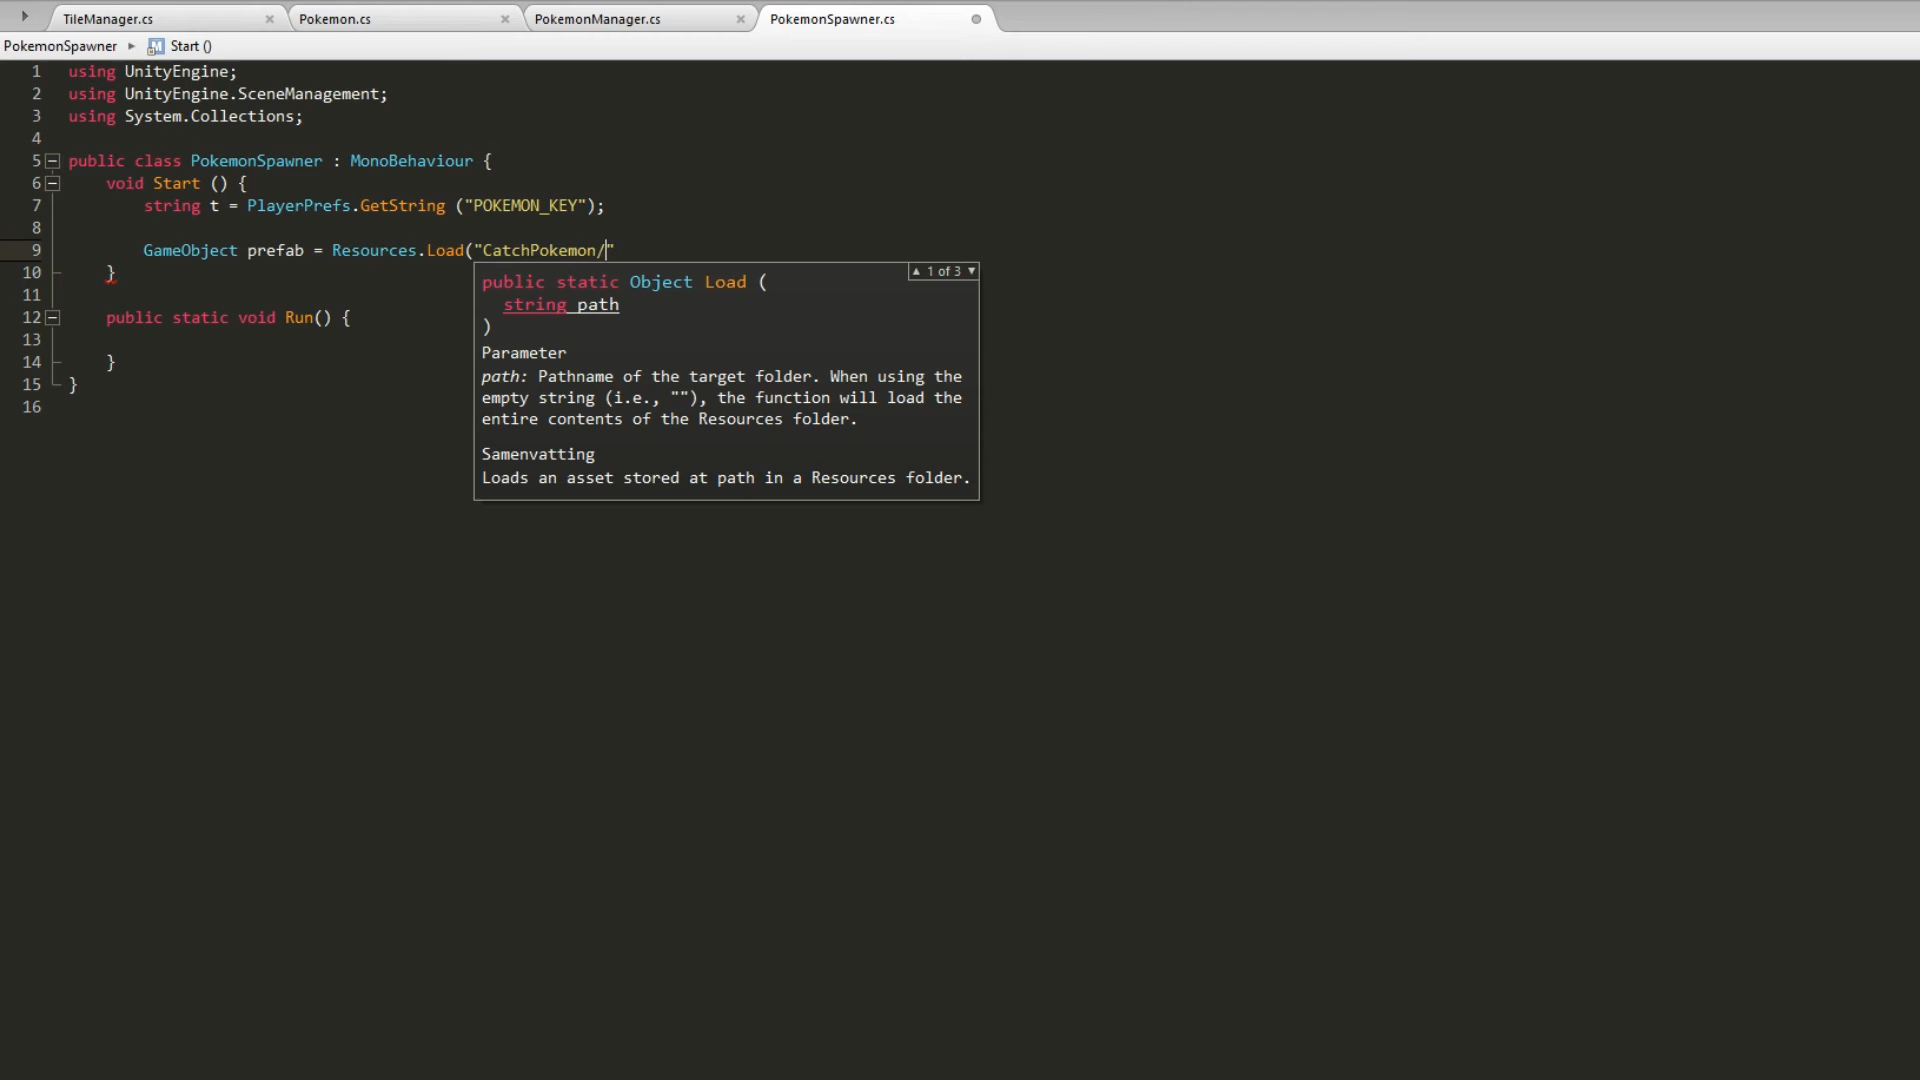 TileManager.cs × Pokemon.cs × PokemonManager.cs × PokemonSpawner.cs
PokemonSpawner ▸ M Start ()
1 using UnityEngine;
2 using UnityEngine.SceneManagement;
3 using System.Collections;
4
5 public class PokemonSpawner : MonoBehaviour {
6 void Start () {
7 string t = PlayerPrefs.GetString ("POKEMON_KEY");
8
9 GameObject prefab = Resources.Load("CatchPokemon/"
10 }
11
12 public static void Run() {
13
14 }
15 }
16
▲ 1 of 3 ▼
public static Object Load (
string path
)
Parameter
path: Pathname of the target folder. When using the
empty string (i.e., ""), the function will load the
entire contents of the Resources folder.
Samenvatting
Loads an asset stored at path in a Resources folder.